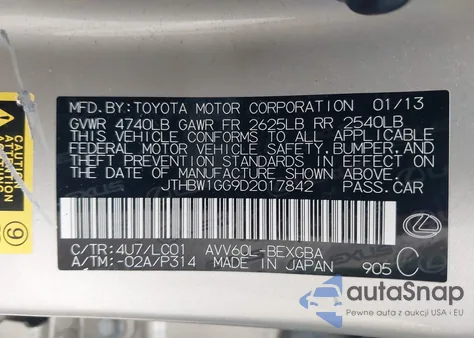 MFD.BY:TOYOTA MOTOR CORPORATION 01/13
GVWR 4740LB GAWR FR 2625LB RR 2540LB
THIS VEHICLE CONFORMS TO ALL APPLICABLE
FEDERAL MOTOR VEHICLE SAFETY,BUMPER,AND
THEFT PREVENTION STANDARDS IN EFFECT ON
THE DATE OF MANUFACTURE SHOWN ABOVE.
JTHBW1GG9D2017842 PASS.CAR
C/TR:4U7/LC01 AVV60L-BEXGBA
A/TM:-02A/P314 MADE IN JAPAN 905 C
9
autoSnap
Pewne auta z aukcji w USA